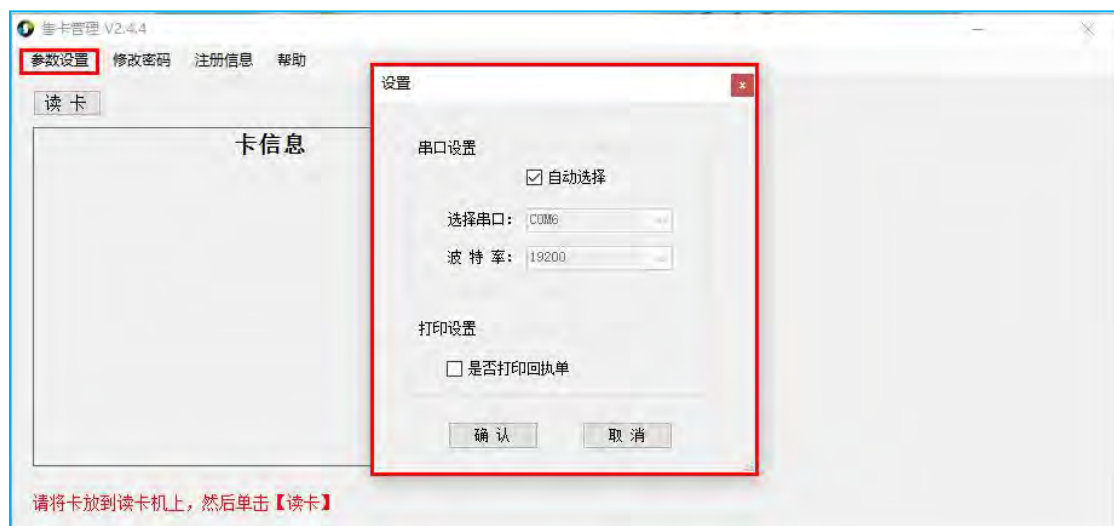 售卡管理 V2.4.4
参数设置 修改密码 注册信息 帮助
读 卡
卡信息
设置
串口设置
自动选择
选择串口： COM6
波 特 率： 19200
打印设置
是否打印回执单
确 认 取 消
请将卡放到读卡机上，然后单击【读卡】